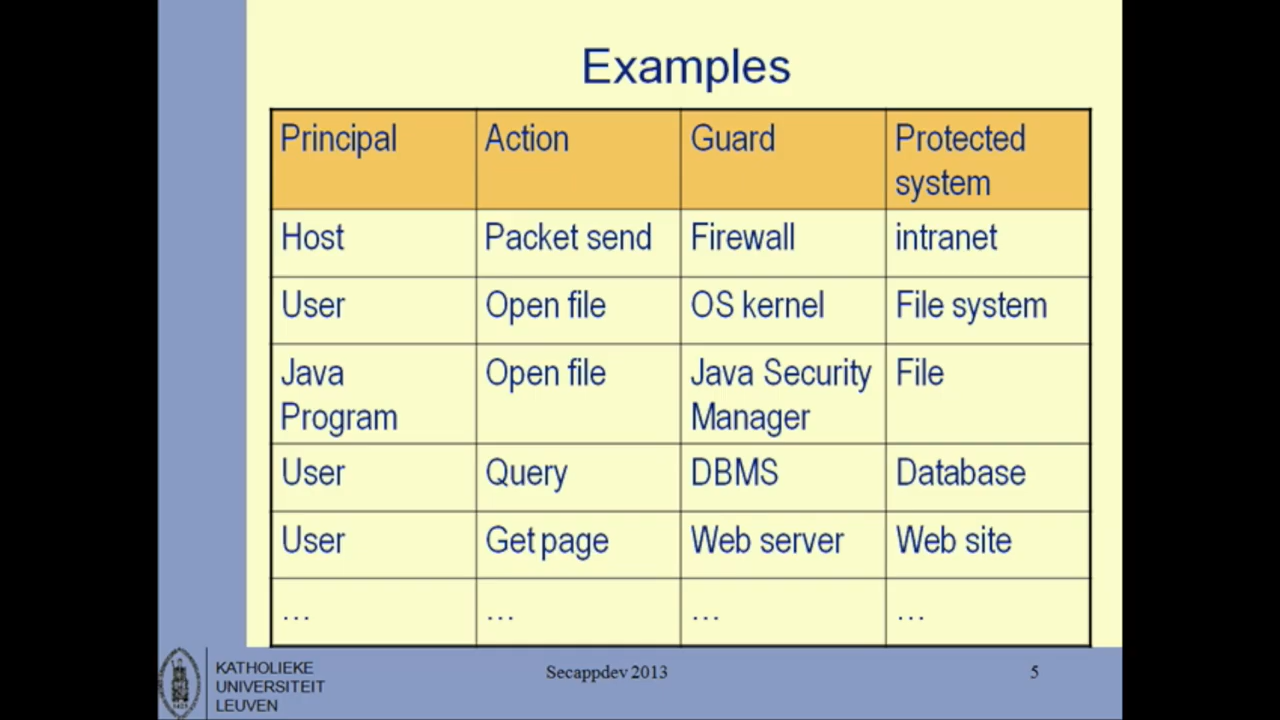 Examples
Principal Action Guard Protected
system
Host Packet send Firewall intranet
User Open file OS kernel File system
Java Open file Java Security File
Program Manager
User Query DBMS Database
User Get page Web server Web site
… … … …
KATHOLIEKE
UNIVERSITEIT
LEUVEN
Secappdev 2013
5